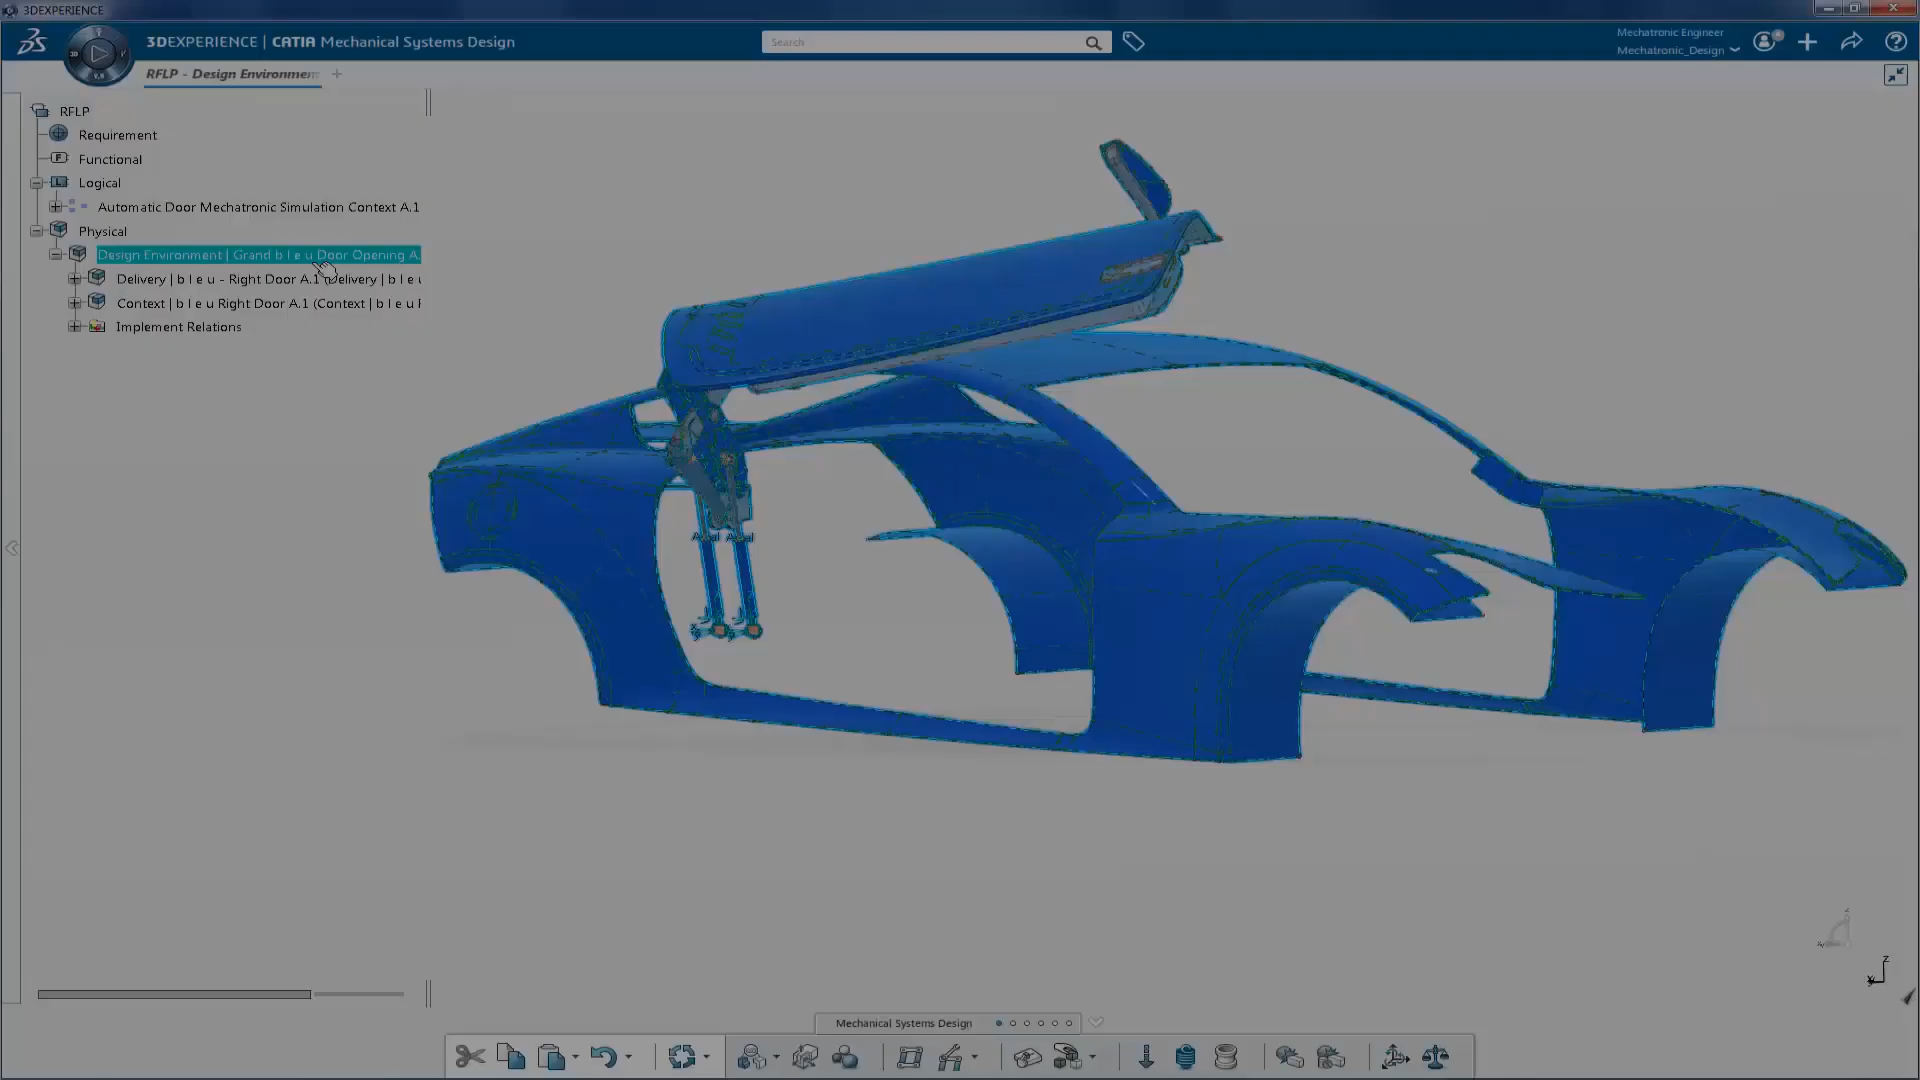 3DEXPERIENCE
3DEXPERIENCE | CATIA Mechanical Systems Design
Search
Mechatronic Engineer
Mechatronic_Design
RFLP - Design Environmen
RFLP
Requirement
Functional
Logical
Automatic Door Mechatronic Simulation Context A.1
Physical
Design Environment | Grand b l e u Door Opening A.
Delivery | b l e u - Right Door A.1 (Delivery | b l e u
Context | b l e u Right Door A.1 (Context | b l e u R
Implement Relations
Mechanical Systems Design